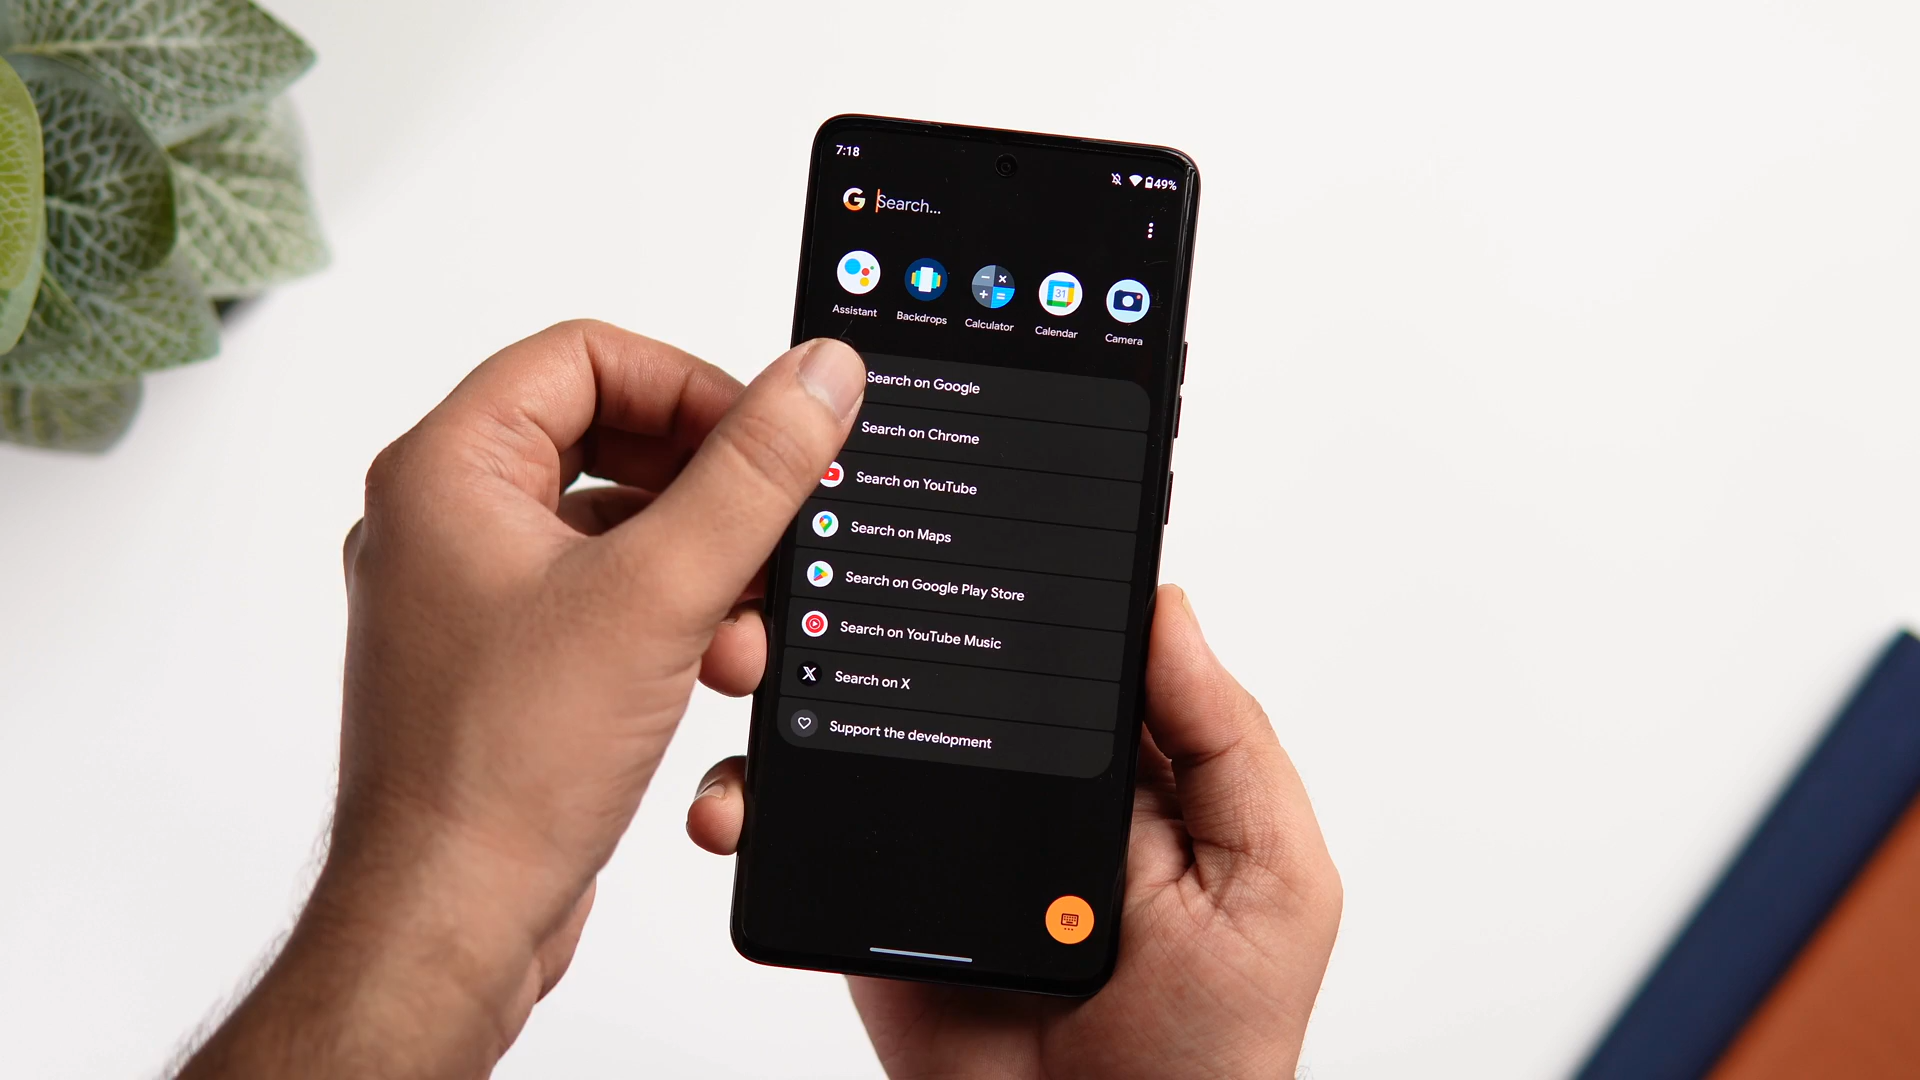 7:18
49%
Search...
Assistant
Backdrops
Calculator
31
Calendar
Camera
Search on Google
Search on Chrome
Search on YouTube
Search on Maps
Search on Google Play Store
Search on YouTube Music
Search on X
Support the development